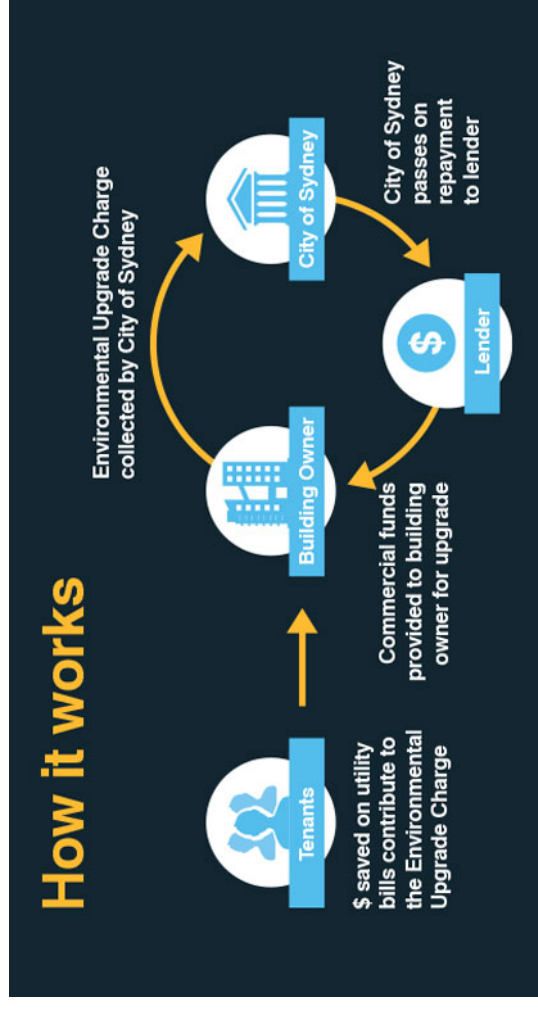 How it works
Environmental Upgrade Charge
collected by City of Sydney
Tenants
Building Owner
City of Sydney
$
Lender
$ saved on utility
bills contribute to
the Environmental
Upgrade Charge
Commercial funds
provided to building
owner for upgrade
City of Sydney
passes on
repayment
to lender